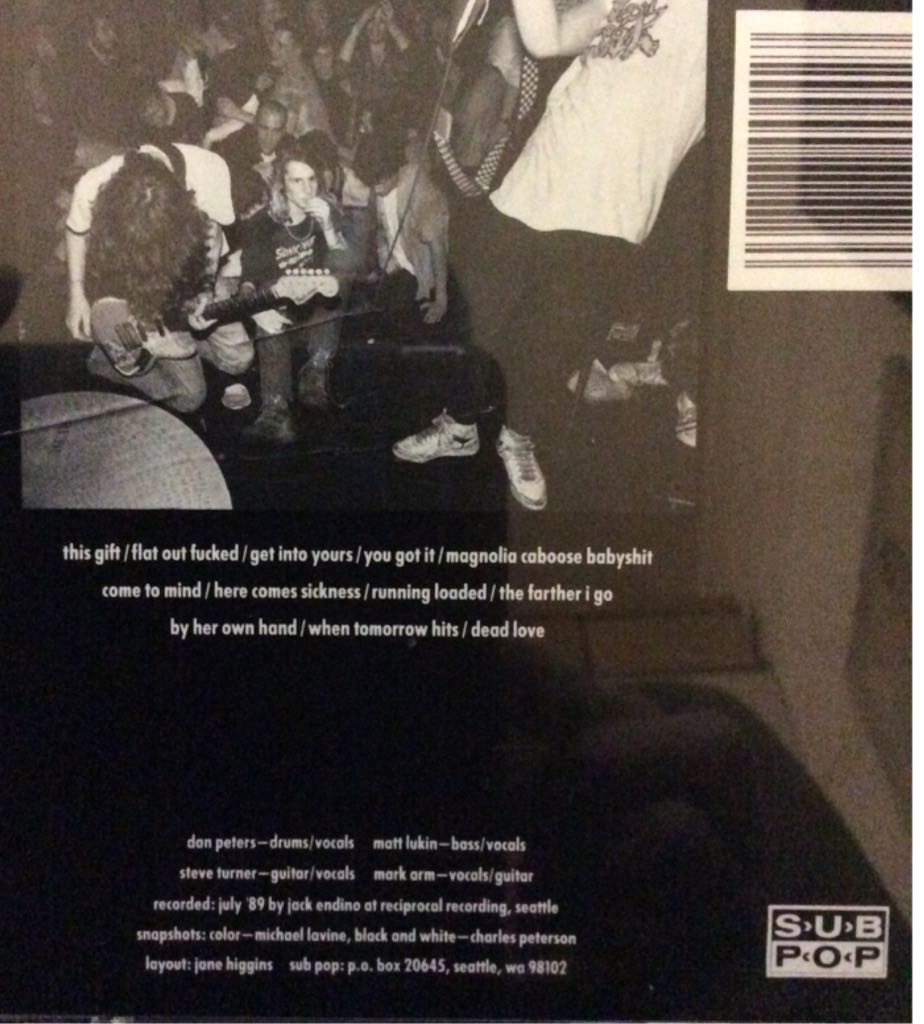 this gift / flat out fucked / get into yours / you got it / magnolia caboose babyshit
come to mind / here comes sickness / running loaded / the farther i go
by her own hand / when tomorrow hits / dead love
dan peters—drums/vocals matt lukin—bass/vocals
steve turner—guitar/vocals mark arm—vocals/guitar
recorded: july '89 by jack endino at reciprocal recording, seattle
snapshots: color—michael lavine, black and white—charles peterson
layout: jane higgins sub pop: p.o. box 20645, seattle, wa 98102
S›U›B
P‹O‹P